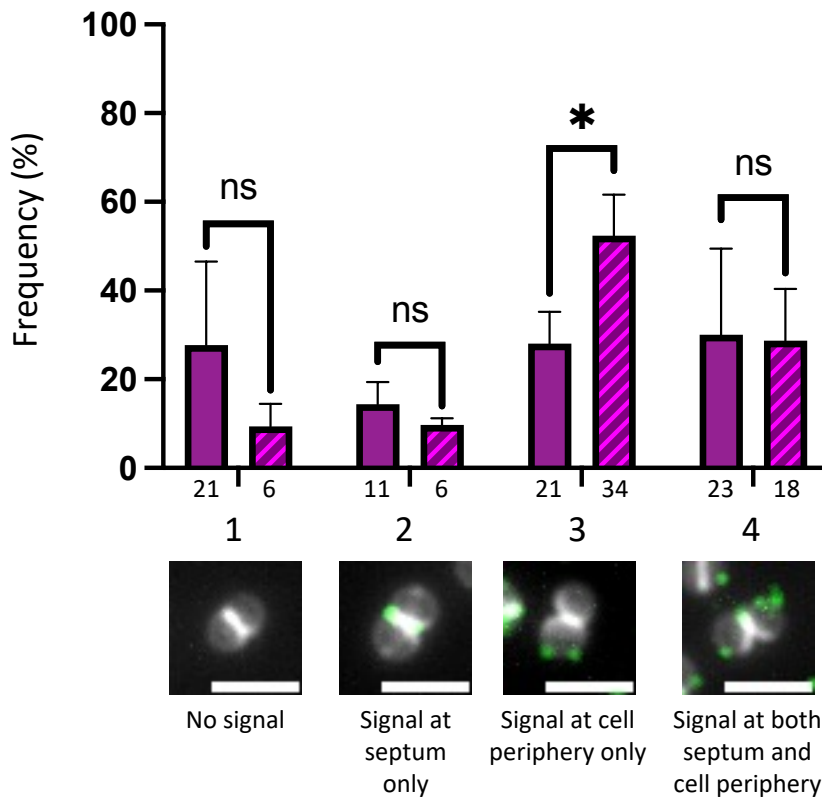 100
80
60
40
20
0
Frequency (%)
ns
ns
*
ns
21 6 11 6 21 34 23 18
1 2 3 4
No signal
Signal at
septum
only
Signal at cell
periphery only
Signal at both
septum and
cell periphery